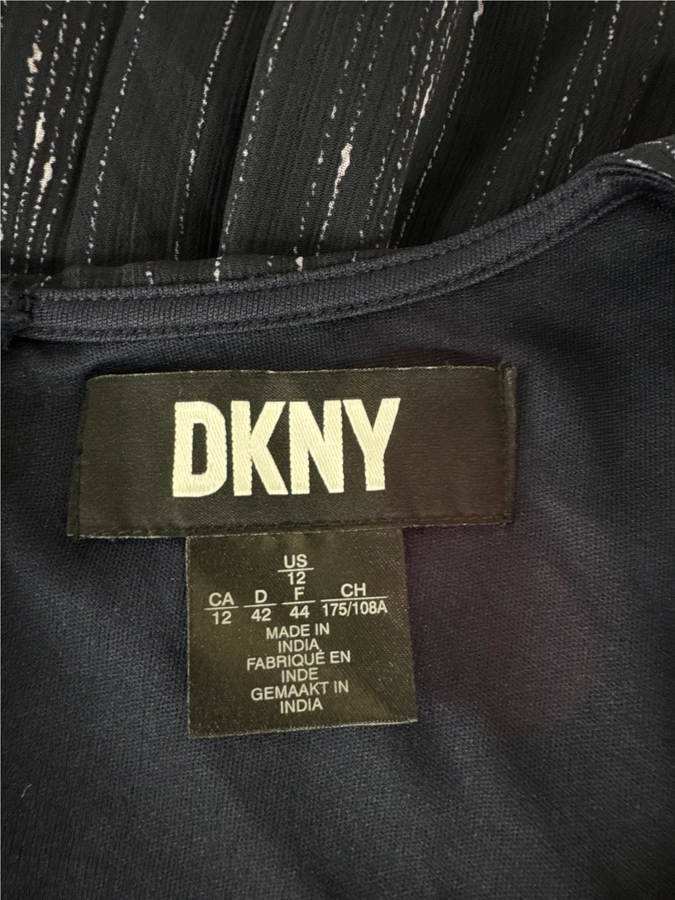 DKNY
US
12
CA D F CH
12 42 44 175/108A
MADE IN
INDIA
FABRIQUÉ EN
INDE
GEMAAKT IN
INDIA